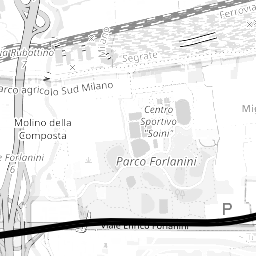 Ferrovia
Rubattino
Milano
Segrate
Parco agricolo Sud Milano
Centro
Sportivo
"Saini"
Molino della
Composta
Mi
Forlanini
Parco Forlanini
P
Viale Enrico Forlanini